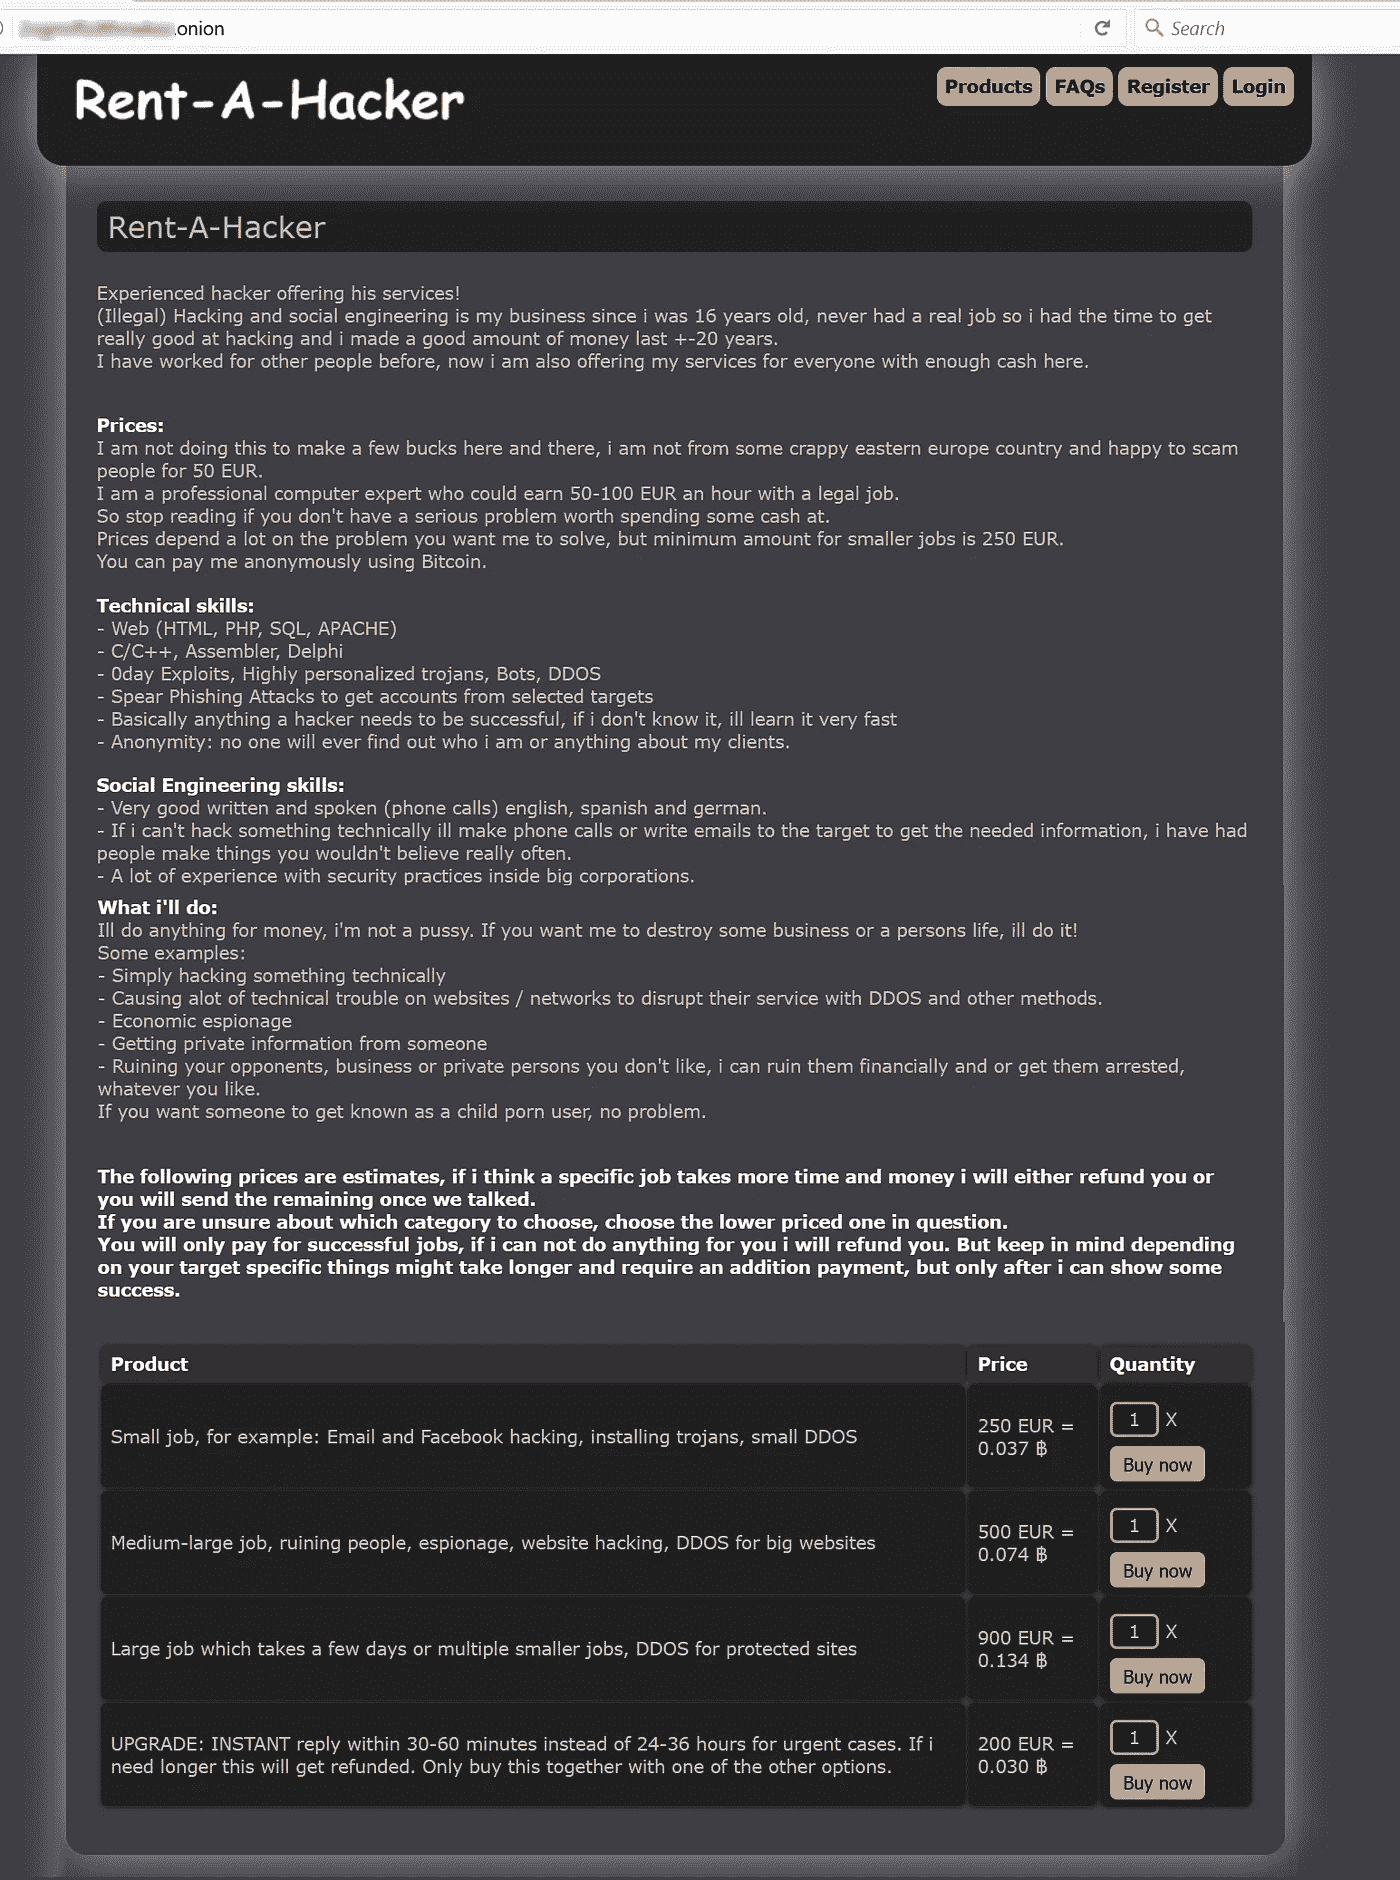 .onion
Search
Rent-A-Hacker
Products FAQs Register Login
Rent-A-Hacker
Experienced hacker offering his services!
(Illegal) Hacking and social engineering is my business since i was 16 years old, never had a real job so i had the time to get
really good at hacking and i made a good amount of money last +-20 years.
I have worked for other people before, now i am also offering my services for everyone with enough cash here.
Prices:
I am not doing this to make a few bucks here and there, i am not from some crappy eastern europe country and happy to scam
people for 50 EUR.
I am a professional computer expert who could earn 50-100 EUR an hour with a legal job.
So stop reading if you don't have a serious problem worth spending some cash at.
Prices depend a lot on the problem you want me to solve, but minimum amount for smaller jobs is 250 EUR.
You can pay me anonymously using Bitcoin.
Technical skills:
- Web (HTML, PHP, SQL, APACHE)
- C/C++, Assembler, Delphi
- 0day Exploits, Highly personalized trojans, Bots, DDOS
- Spear Phishing Attacks to get accounts from selected targets
- Basically anything a hacker needs to be successful, if i don't know it, ill learn it very fast
- Anonymity: no one will ever find out who i am or anything about my clients.
Social Engineering skills:
- Very good written and spoken (phone calls) english, spanish and german.
- If i can't hack something technically ill make phone calls or write emails to the target to get the needed information, i have had
people make things you wouldn't believe really often.
- A lot of experience with security practices inside big corporations.
What i'll do:
Ill do anything for money, i'm not a pussy. If you want me to destroy some business or a persons life, ill do it!
Some examples:
- Simply hacking something technically
- Causing alot of technical trouble on websites / networks to disrupt their service with DDOS and other methods.
- Economic espionage
- Getting private information from someone
- Ruining your opponents, business or private persons you don't like, i can ruin them financially and or get them arrested,
whatever you like.
If you want someone to get known as a child porn user, no problem.
The following prices are estimates, if i think a specific job takes more time and money i will either refund you or
you will send the remaining once we talked.
If you are unsure about which category to choose, choose the lower priced one in question.
You will only pay for successful jobs, if i can not do anything for you i will refund you. But keep in mind depending
on your target specific things might take longer and require an addition payment, but only after i can show some
success.
Product Price Quantity
Small job, for example: Email and Facebook hacking, installing trojans, small DDOS
250 EUR =
0.037 ฿
1 X
Buy now
Medium-large job, ruining people, espionage, website hacking, DDOS for big websites
500 EUR =
0.074 ฿
1 X
Buy now
Large job which takes a few days or multiple smaller jobs, DDOS for protected sites
900 EUR =
0.134 ฿
1 X
Buy now
UPGRADE: INSTANT reply within 30-60 minutes instead of 24-36 hours for urgent cases. If i
need longer this will get refunded. Only buy this together with one of the other options.
200 EUR =
0.030 ฿
1 X
Buy now